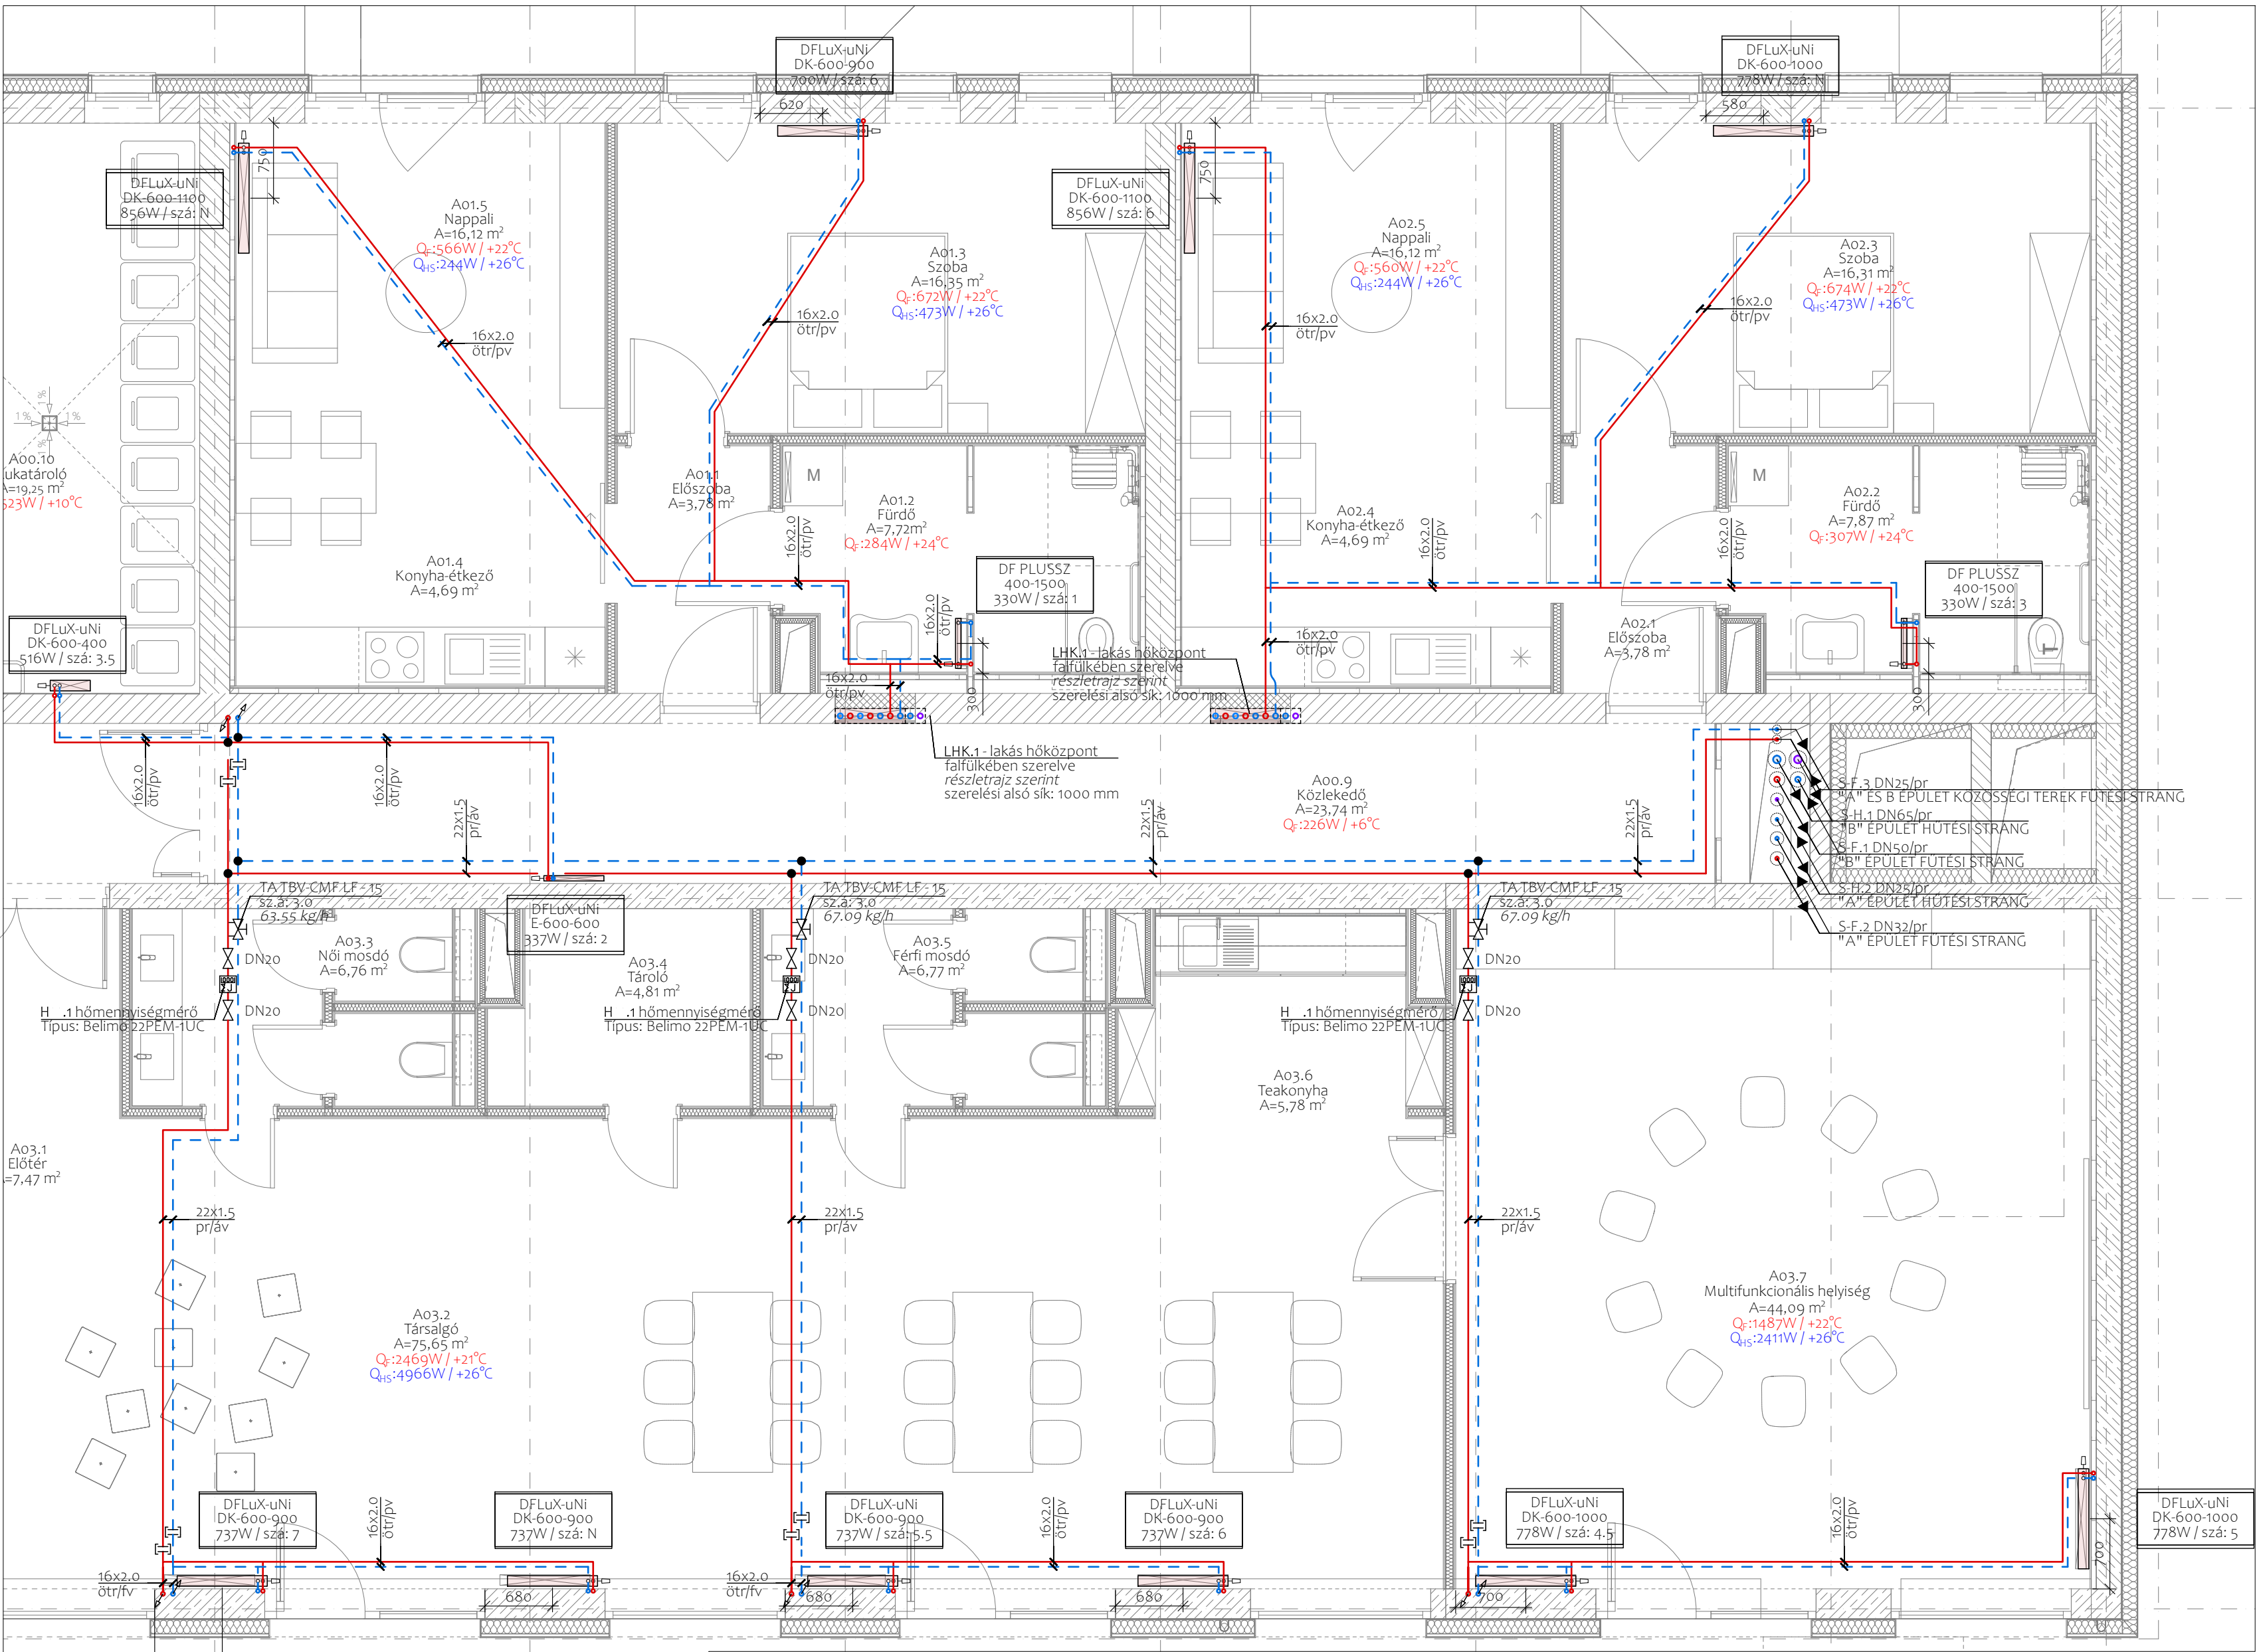 DFLuX-uNi
DK-600-900
700W / szá: 6
DFLuX-uNi
DK-600-1000
778W / szá: N
620
580
750
750
DFLuX-uNi
DK-600-1100
856W / szá: N
A01.5
Nappali
A=16,12 m²
QF:566W / +22°C
QHS:244W / +26°C
A01.3
Szoba
A=16,35 m²
QF:672W / +22°C
QHS:473W / +26°C
DFLuX-uNi
DK-600-1100
856W / szá: 6
A02.5
Nappali
A=16,12 m²
QF:560W / +22°C
QHS:244W / +26°C
A02.3
Szoba
A=16,31 m²
QF:674W / +22°C
QHS:473W / +26°C
16x2.0
ötr/pv
16x2.0
ötr/pv
16x2.0
ötr/pv
16x2.0
ötr/pv
1%
1%
1%
1%
A00.10
ukatároló
A=19,25 m²
523W / +10°C
A01.1
Előszoba
A=3,78 m²
M
A01.2
Fürdő
A=7,72m²
QF:284W / +24°C
16x2.0
ötr/pv
A01.4
Konyha-étkező
A=4,69 m²
A02.4
Konyha-étkező
A=4,69 m²
16x2.0
ötr/pv
16x2.0
ötr/pv
M
A02.2
Fürdő
A=7,87 m²
QF:307W / +24°C
DF PLUSSZ
400-1500
330W / szá: 1
DF PLUSSZ
400-1500
330W / szá: 3
DFLuX-uNi
DK-600-400
516W / szá: 3.5
16x2.0
ötr/pv
16x2.0
ötr/pv
16x2.0
ötr/pv
A02.1
Előszoba
A=3,78 m²
LHK.1 - lakás hőközpont
falfülkében szerelve
részletrajz szerint
szerelési alsó sík: 1000 mm
300
300
LHK.1 - lakás hőközpont
falfülkében szerelve
részletrajz szerint
szerelési alsó sík: 1000 mm
16x2.0
ötr/pv
16x2.0
ötr/pv
22x1.5
pr/áv
22x1.5
pr/áv
22x1.5
pr/áv
A00.9
Közlekedő
A=23,74 m²
QF:226W / +6°C
S-F.3 DN25/pr
"A" ÉS B ÉPÜLET KÖZÖSSÉGI TEREK FŰTÉSI STRANG
S-H.1 DN65/pr
"B" ÉPÜLET HŰTÉSI STRANG
S-F.1 DN50/pr
"B" ÉPÜLET FŰTÉSI STRANG
S-H.2 DN25/pr
"A" ÉPÜLET HŰTÉSI STRANG
S-F.2 DN32/pr
"A" ÉPÜLET FŰTÉSI STRANG
TA TBV-CMF LF - 15
sz.á: 3.0
63.55 kg/h
TA TBV-CMF LF - 15
sz.á: 3.0
67.09 kg/h
TA TBV-CMF LF - 15
sz.á: 3.0
67.09 kg/h
DFLuX-uNi
E-600-600
337W / szá: 2
A03.3
Női mosdó
A=6,76 m²
A03.4
Tároló
A=4,81 m²
A03.5
Férfi mosdó
A=6,77 m²
DN20
DN20
DN20
DN20
DN20
DN20
H .1 hőmennyiségmérő
Típus: Belimo 22PEM-1UC
H .1 hőmennyiségmérő
Típus: Belimo 22PEM-1UC
H .1 hőmennyiségmérő
Típus: Belimo 22PEM-1UC
A03.6
Teakonyha
A=5,78 m²
A03.1
Előtér
=7,47 m²
22x1.5
pr/áv
22x1.5
pr/áv
22x1.5
pr/áv
A03.2
Társalgó
A=75,65 m²
QF:2469W / +21°C
QHS:4966W / +26°C
A03.7
Multifunkcionális helyiség
A=44,09 m²
QF:1487W / +22°C
QHS:2411W / +26°C
DFLuX-uNi
DK-600-900
737W / szá: 7
16x2.0
ötr/pv
DFLuX-uNi
DK-600-900
737W / szá: N
DFLuX-uNi
DK-600-900
737W / szá: 5.5
16x2.0
ötr/pv
DFLuX-uNi
DK-600-900
737W / szá: 6
DFLuX-uNi
DK-600-1000
778W / szá: 4.5
16x2.0
ötr/pv
DFLuX-uNi
DK-600-1000
778W / szá: 5
700
16x2.0
ötr/fv
16x2.0
ötr/fv
680
680
680
700